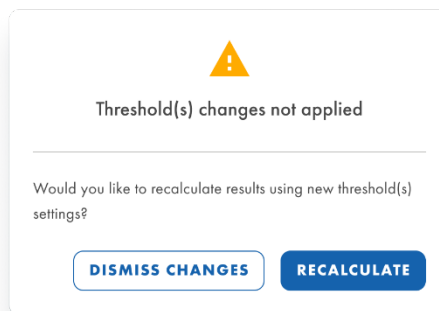 Threshold(s) changes not applied
Would you like to recalculate results using new threshold(s)
settings?
DISMISS CHANGES
RECALCULATE